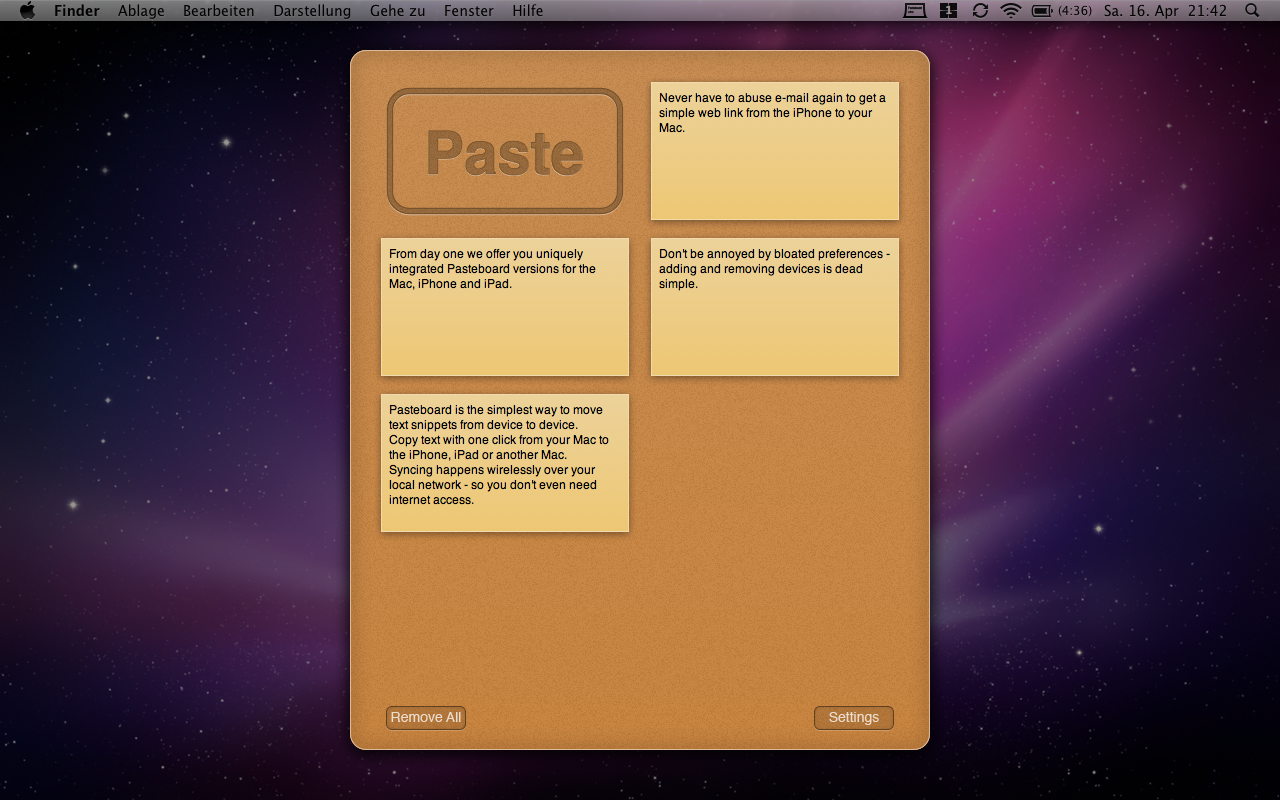 Finder Ablage Bearbeiten Darstellung Gehe zu Fenster Hilfe 1 (4:36) Sa. 16. Apr 21:42
Paste
Never have to abuse e-mail again to get a
simple web link from the iPhone to your
Mac.
From day one we offer you uniquely
integrated Pasteboard versions for the
Mac, iPhone and iPad.
Don't be annoyed by bloated preferences -
adding and removing devices is dead
simple.
Pasteboard is the simplest way to move
text snippets from device to device.
Copy text with one click from your Mac to
the iPhone, iPad or another Mac.
Syncing happens wirelessly over your
local network - so you don't even need
internet access.
Remove All
Settings